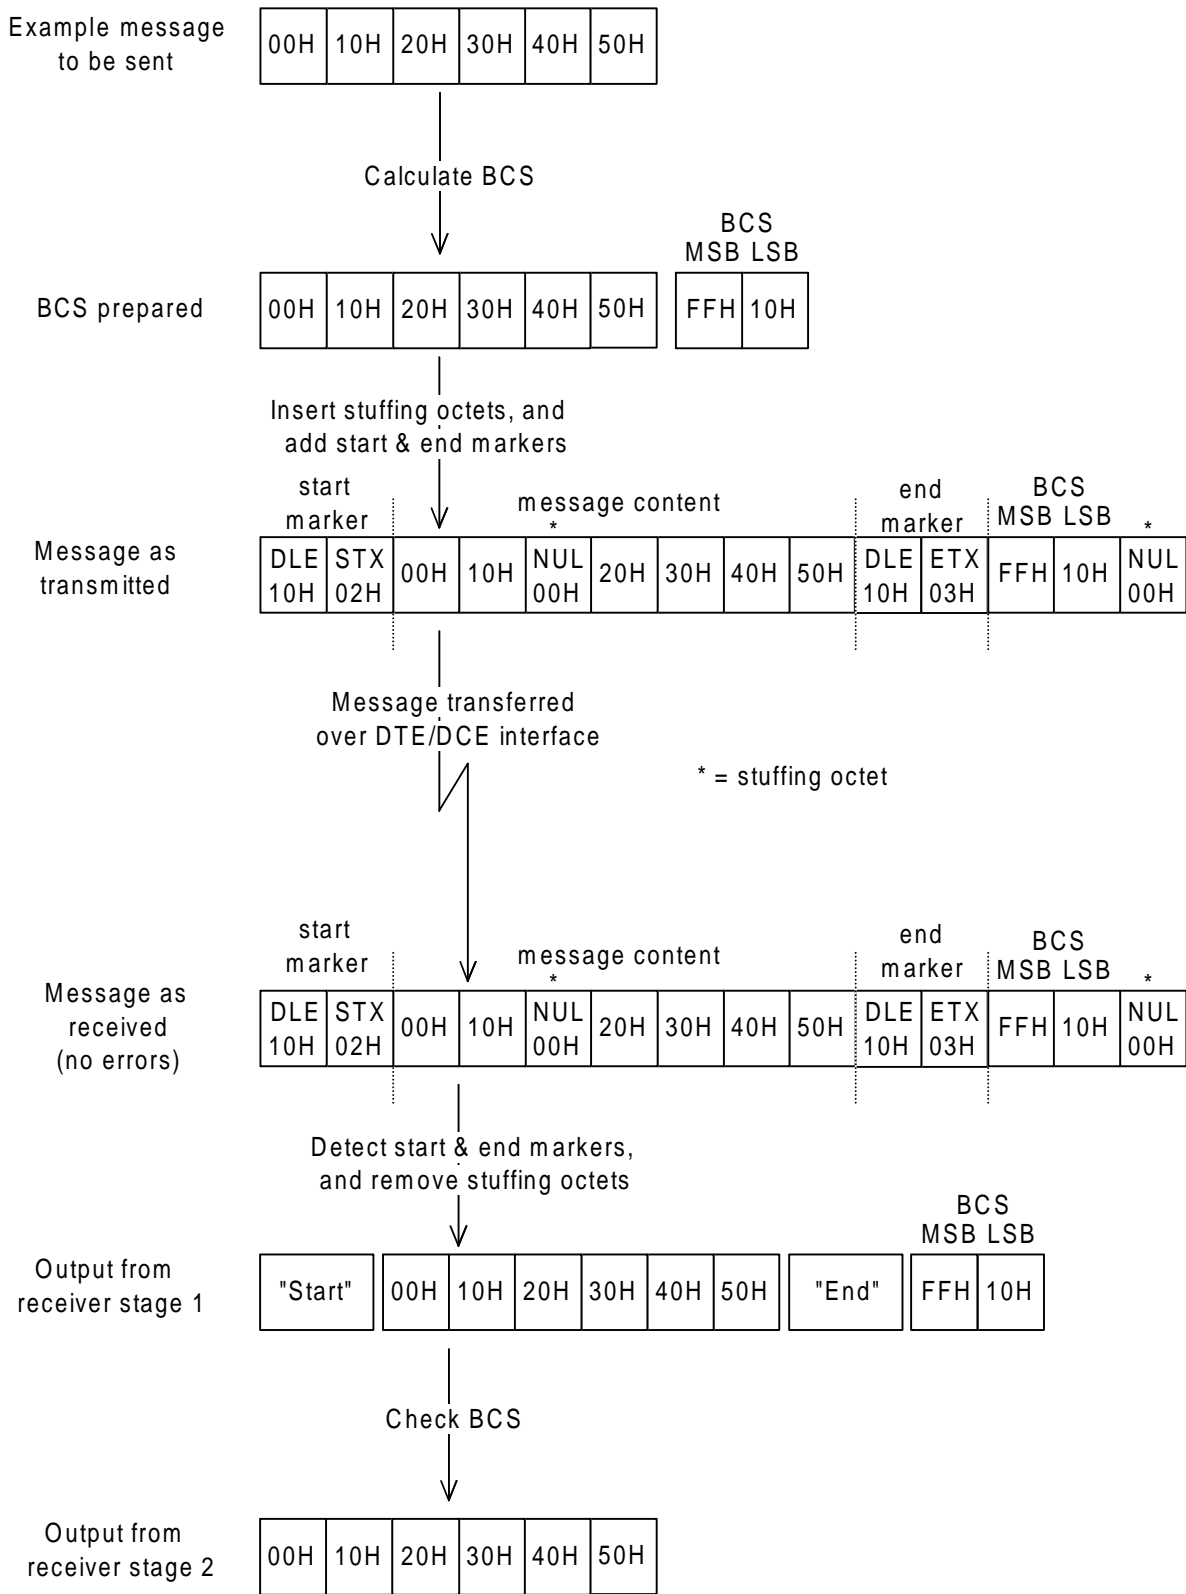 Example message
to be sent
00H 10H 20H 30H 40H 50H
Calculate BCS
BCS
MSB LSB
BCS prepared
00H 10H 20H 30H 40H 50H FFH 10H
Insert stuffing octets, and
add start & end markers
start
marker
message content
*
end
marker
BCS
MSB LSB
*
Message as
transmitted
DLE STX 00H 10H NUL 20H 30H 40H 50H DLE ETX FFH 10H NUL
10H 02H 00H 10H 03H 00H
Message transferred
over DTE/DCE interface
* = stuffing octet
start
marker
message content
*
end
marker
BCS
MSB LSB
*
Message as
received
(no errors)
DLE STX 00H 10H NUL 20H 30H 40H 50H DLE ETX FFH 10H NUL
10H 02H 00H 10H 03H 00H
Detect start & end markers,
and remove stuffing octets
BCS
MSB LSB
Output from
receiver stage 1
"Start" 00H 10H 20H 30H 40H 50H "End" FFH 10H
Check BCS
Output from
receiver stage 2
00H 10H 20H 30H 40H 50H